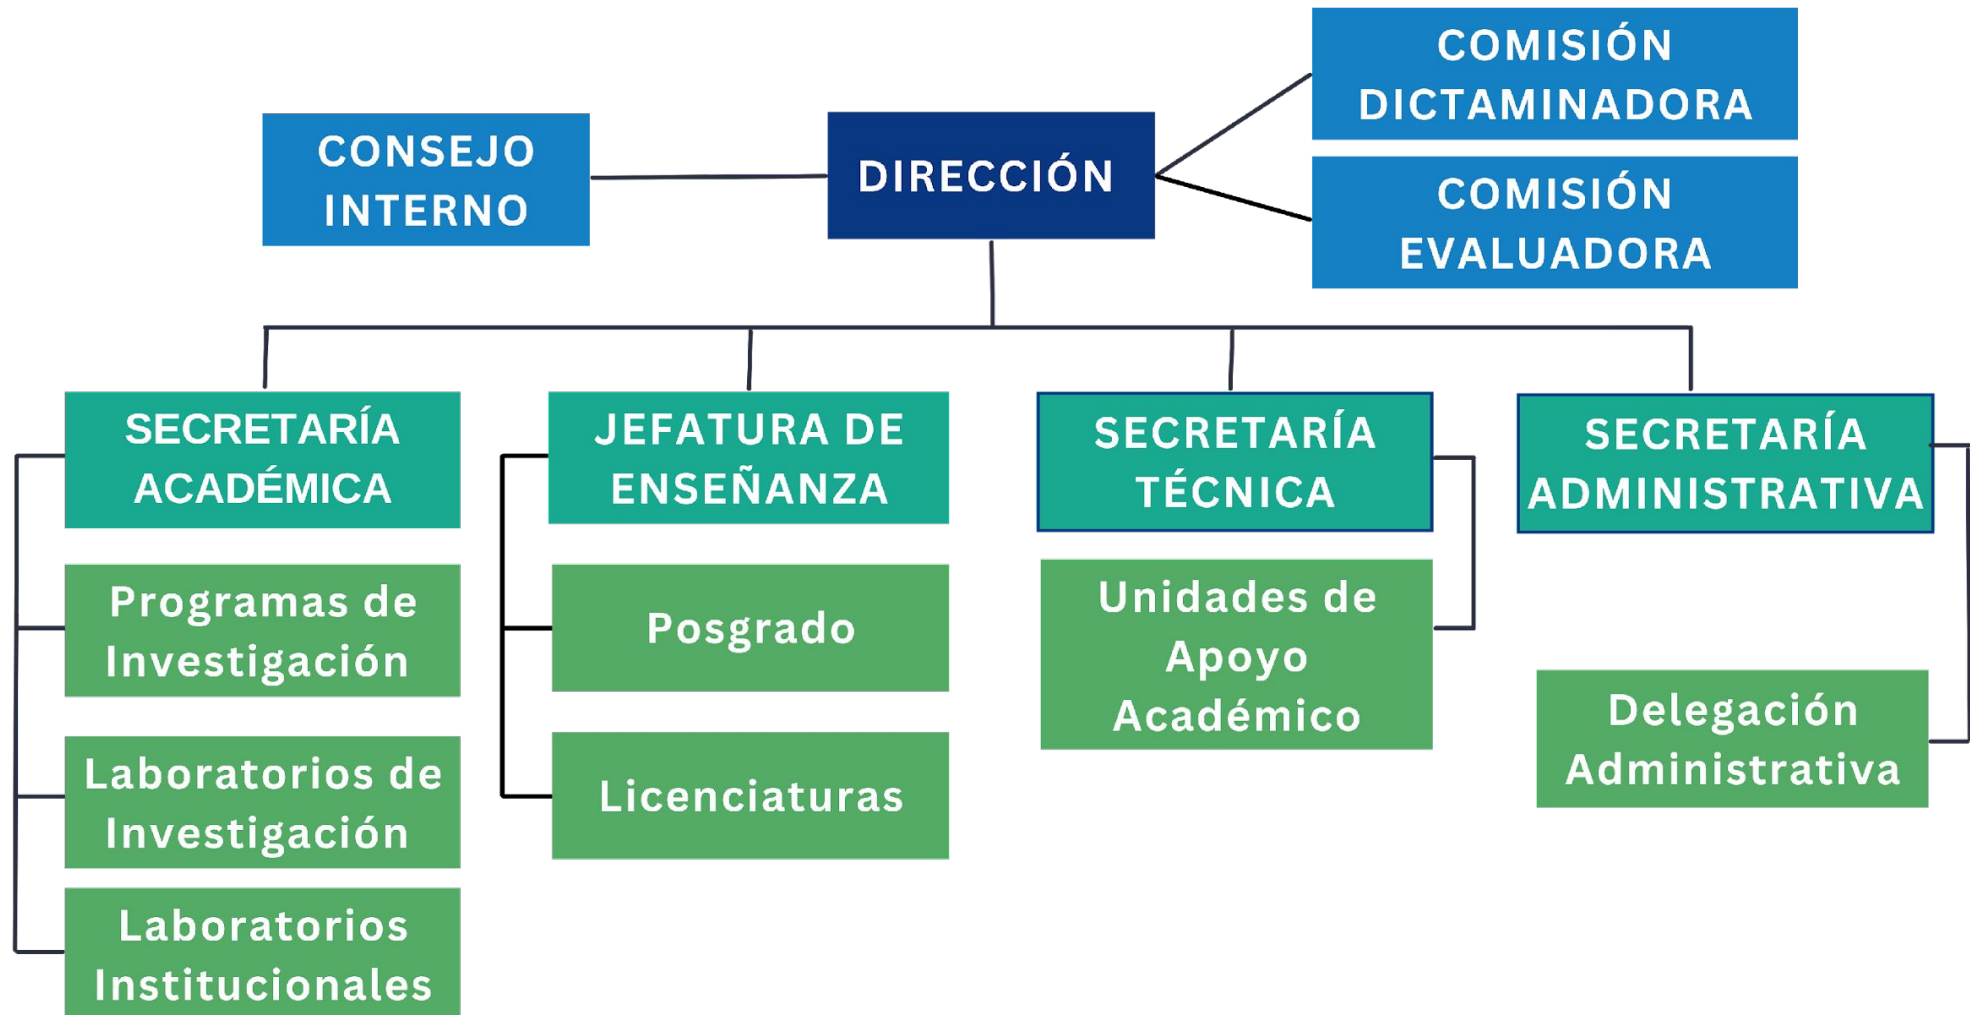 COMISIÓN
DICTAMINADORA
CONSEJO
INTERNO
DIRECCIÓN
COMISIÓN
EVALUADORA
SECRETARÍA
ACADÉMICA
JEFATURA DE
ENSEÑANZA
SECRETARÍA
TÉCNICA
SECRETARÍA
ADMINISTRATIVA
Programas de
Investigación
Laboratorios de
Investigación
Laboratorios
Institucionales
Posgrado
Licenciaturas
Unidades de
Apoyo
Académico
Delegación
Administrativa